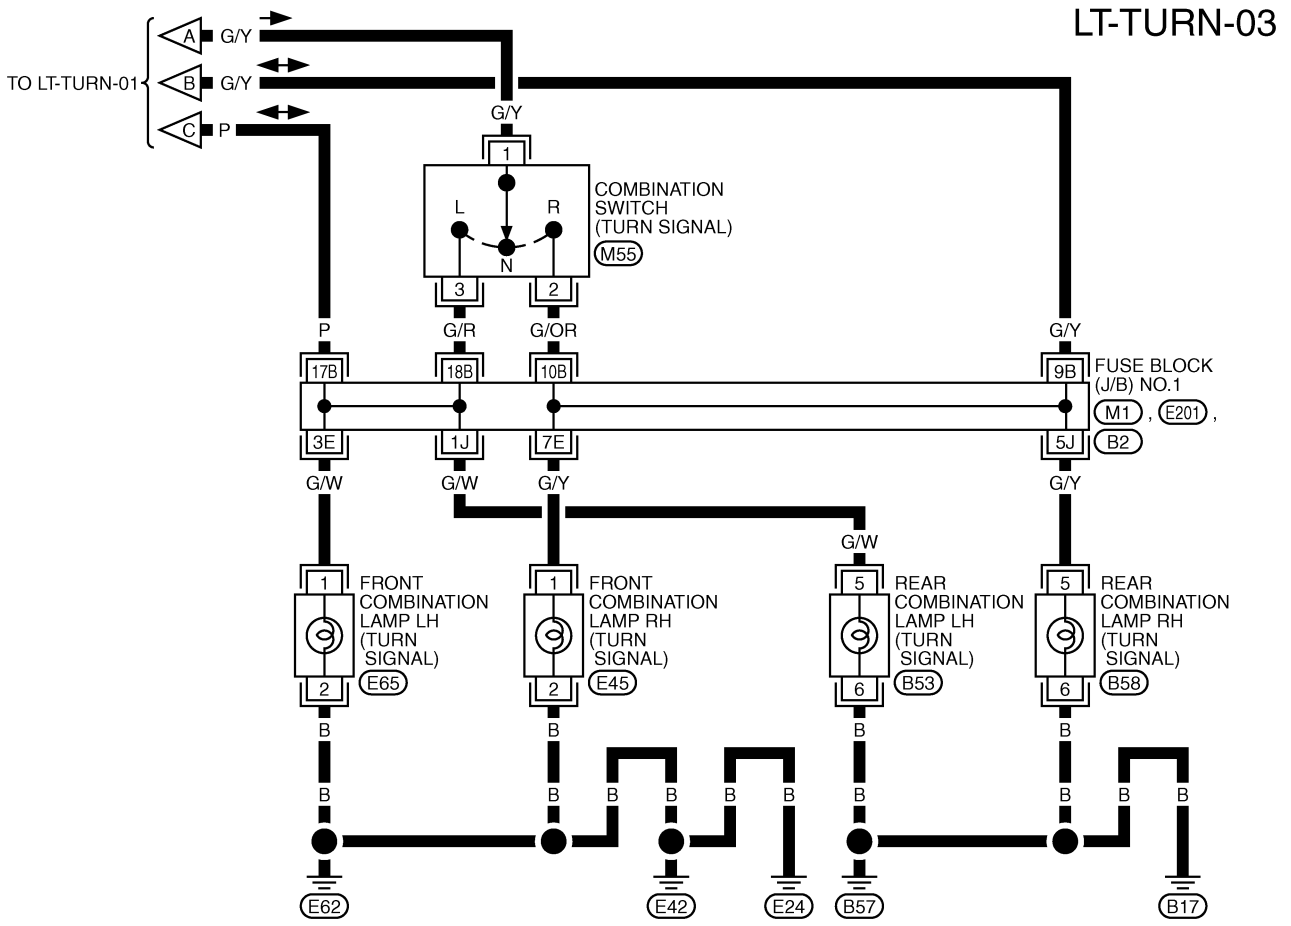 LT-TURN-03
A G/Y
TO LT-TURN-01 B G/Y
C P
G/Y
1
COMBINATION
SWITCH
(TURN SIGNAL)
M55
L R
N
3 2
P G/R G/OR G/Y
17B 18B 10B 9B
FUSE BLOCK
(J/B) NO.1
M1 , E201 ,
B2
3E 1J 7E 5J
G/W G/W G/Y G/Y
G/W
1 1 5 5
FRONT
COMBINATION
LAMP LH
(TURN
SIGNAL)
E65
FRONT
COMBINATION
LAMP RH
(TURN
SIGNAL)
E45
REAR
COMBINATION
LAMP LH
(TURN
SIGNAL)
B53
REAR
COMBINATION
LAMP RH
(TURN
SIGNAL)
B58
2 2 6 6
B B B B
B B B B B B B B B B
E62 E42 E24 B57 B17